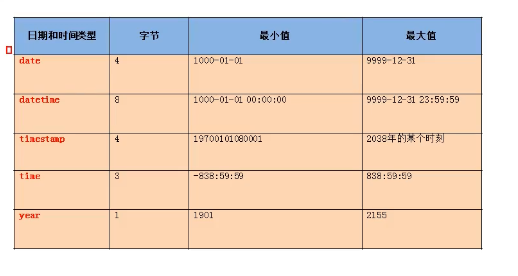 日期和时间类型 字节 最小值 最大值
date 4 1000-01-01 9999-12-31
datetime 8 1000-01-01 00:00:00 9999-12-31 23:59:59
timestamp 4 19700101080001 2038年的某个时刻
time 3 -838:59:59 838:59:59
year 1 1901 2155